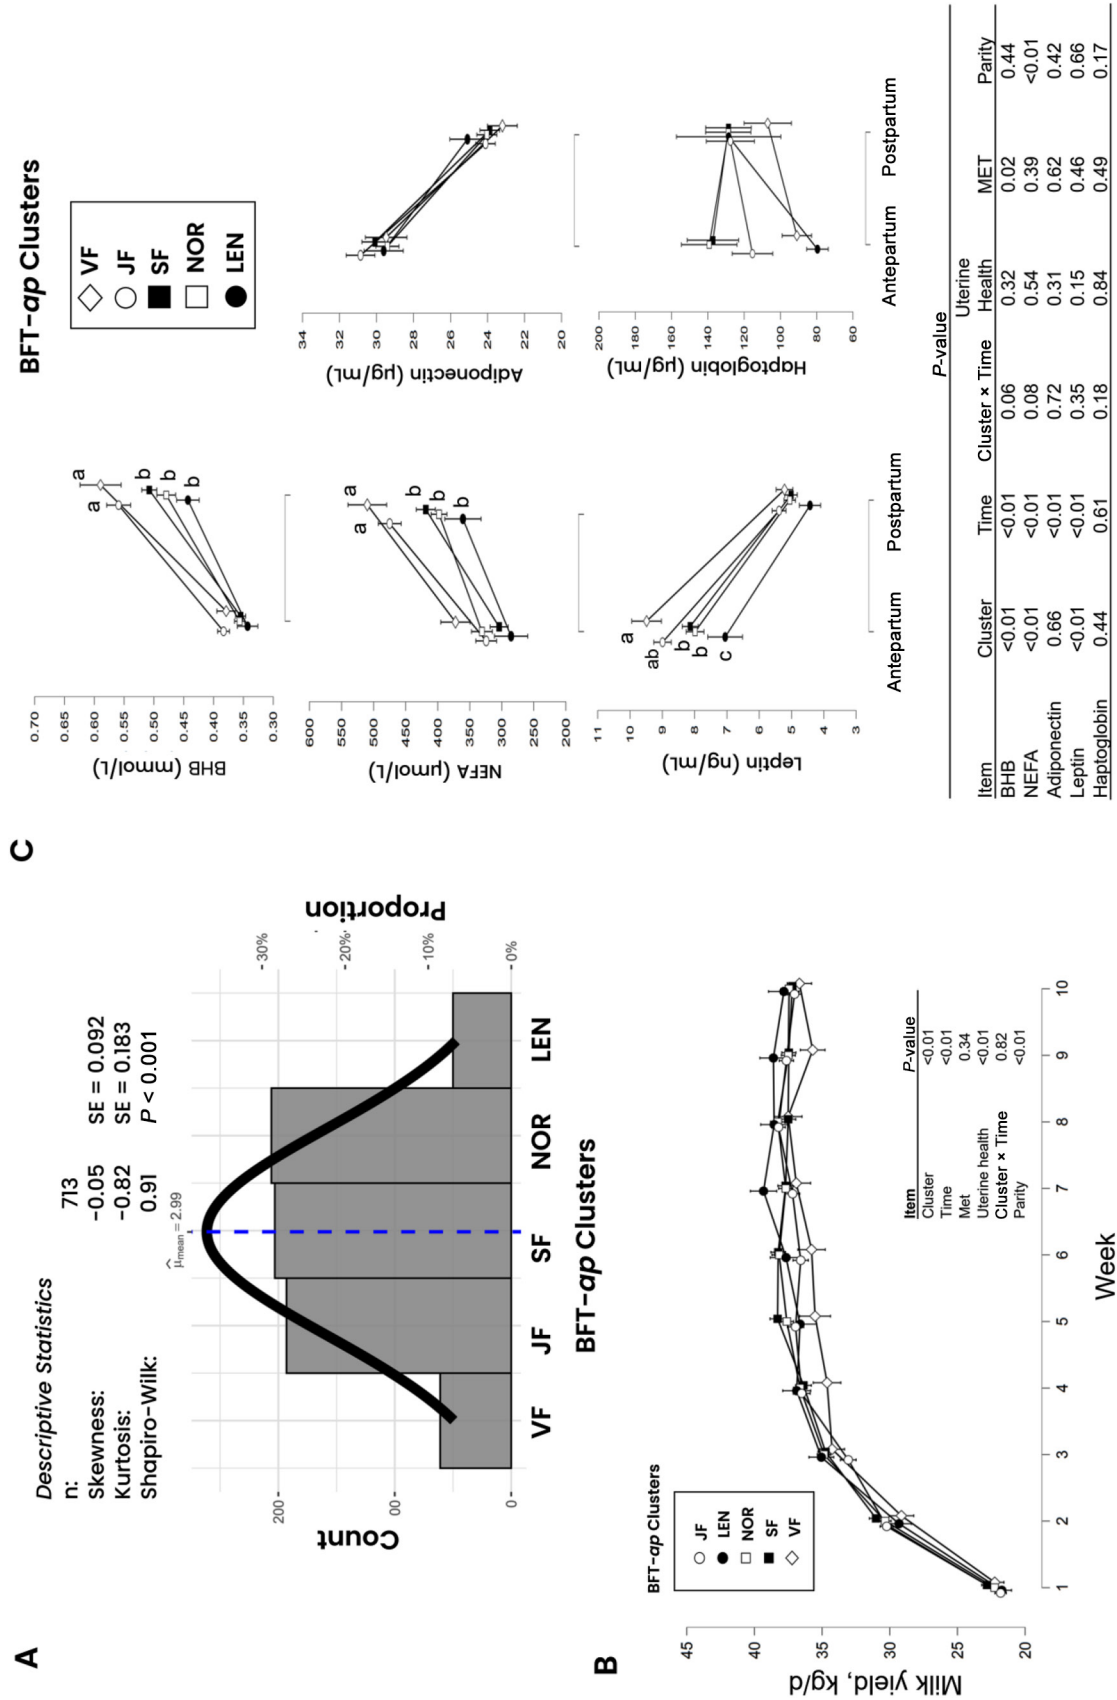 A
Descriptive Statistics
n: 713
Skewness: −0.05 SE = 0.092
Kurtosis: −0.82 SE = 0.183
Shapiro-Wilk: 0.91 P < 0.001
μ̂mean = 2.99
Count
200
00
0
Proportion
30%
20%
10%
0%
VF JF SF NOR LEN
BFT-ap Clusters
B
BFT-ap Clusters
JF
LEN
NOR
SF
VF
Milk yield, kg/d
45
40
35
30
25
20
1 2 3 4 5 6 7 8 9 10
Week
Item P-value
Cluster <0.01
Time <0.01
Met 0.34
Uterine health <0.01
Cluster × Time 0.82
Parity <0.01
C
BFT-ap Clusters
VF
JF
SF
NOR
LEN
BHB (mmol/L)
0.70
0.65
0.60
0.55
0.50
0.40
0.35
0.30
a
a
b
b
b
Adiponectin (µg/mL)
34
32
30
28
26
24
22
20
NEFA (µmol/L)
600
550
500
450
400
350
300
250
200
a
a
b
b
b
Leptin (ng/mL)
11
10
9
8
7
6
5
4
3
a
ab
b
b
c
Antepartum Postpartum
Haptoglobin (µg/mL)
200
180
160
140
120
100
80
60
Antepartum Postpartum
P-value
Item Cluster Time Cluster × Time Uterine Health MET Parity
BHB <0.01 <0.01 0.06 0.32 0.02 0.44
NEFA <0.01 <0.01 0.08 0.54 0.39 <0.01
Adiponectin 0.66 <0.01 0.72 0.31 0.62 0.42
Leptin <0.01 <0.01 0.35 0.15 0.46 0.66
Haptoglobin 0.44 0.61 0.18 0.84 0.49 0.17